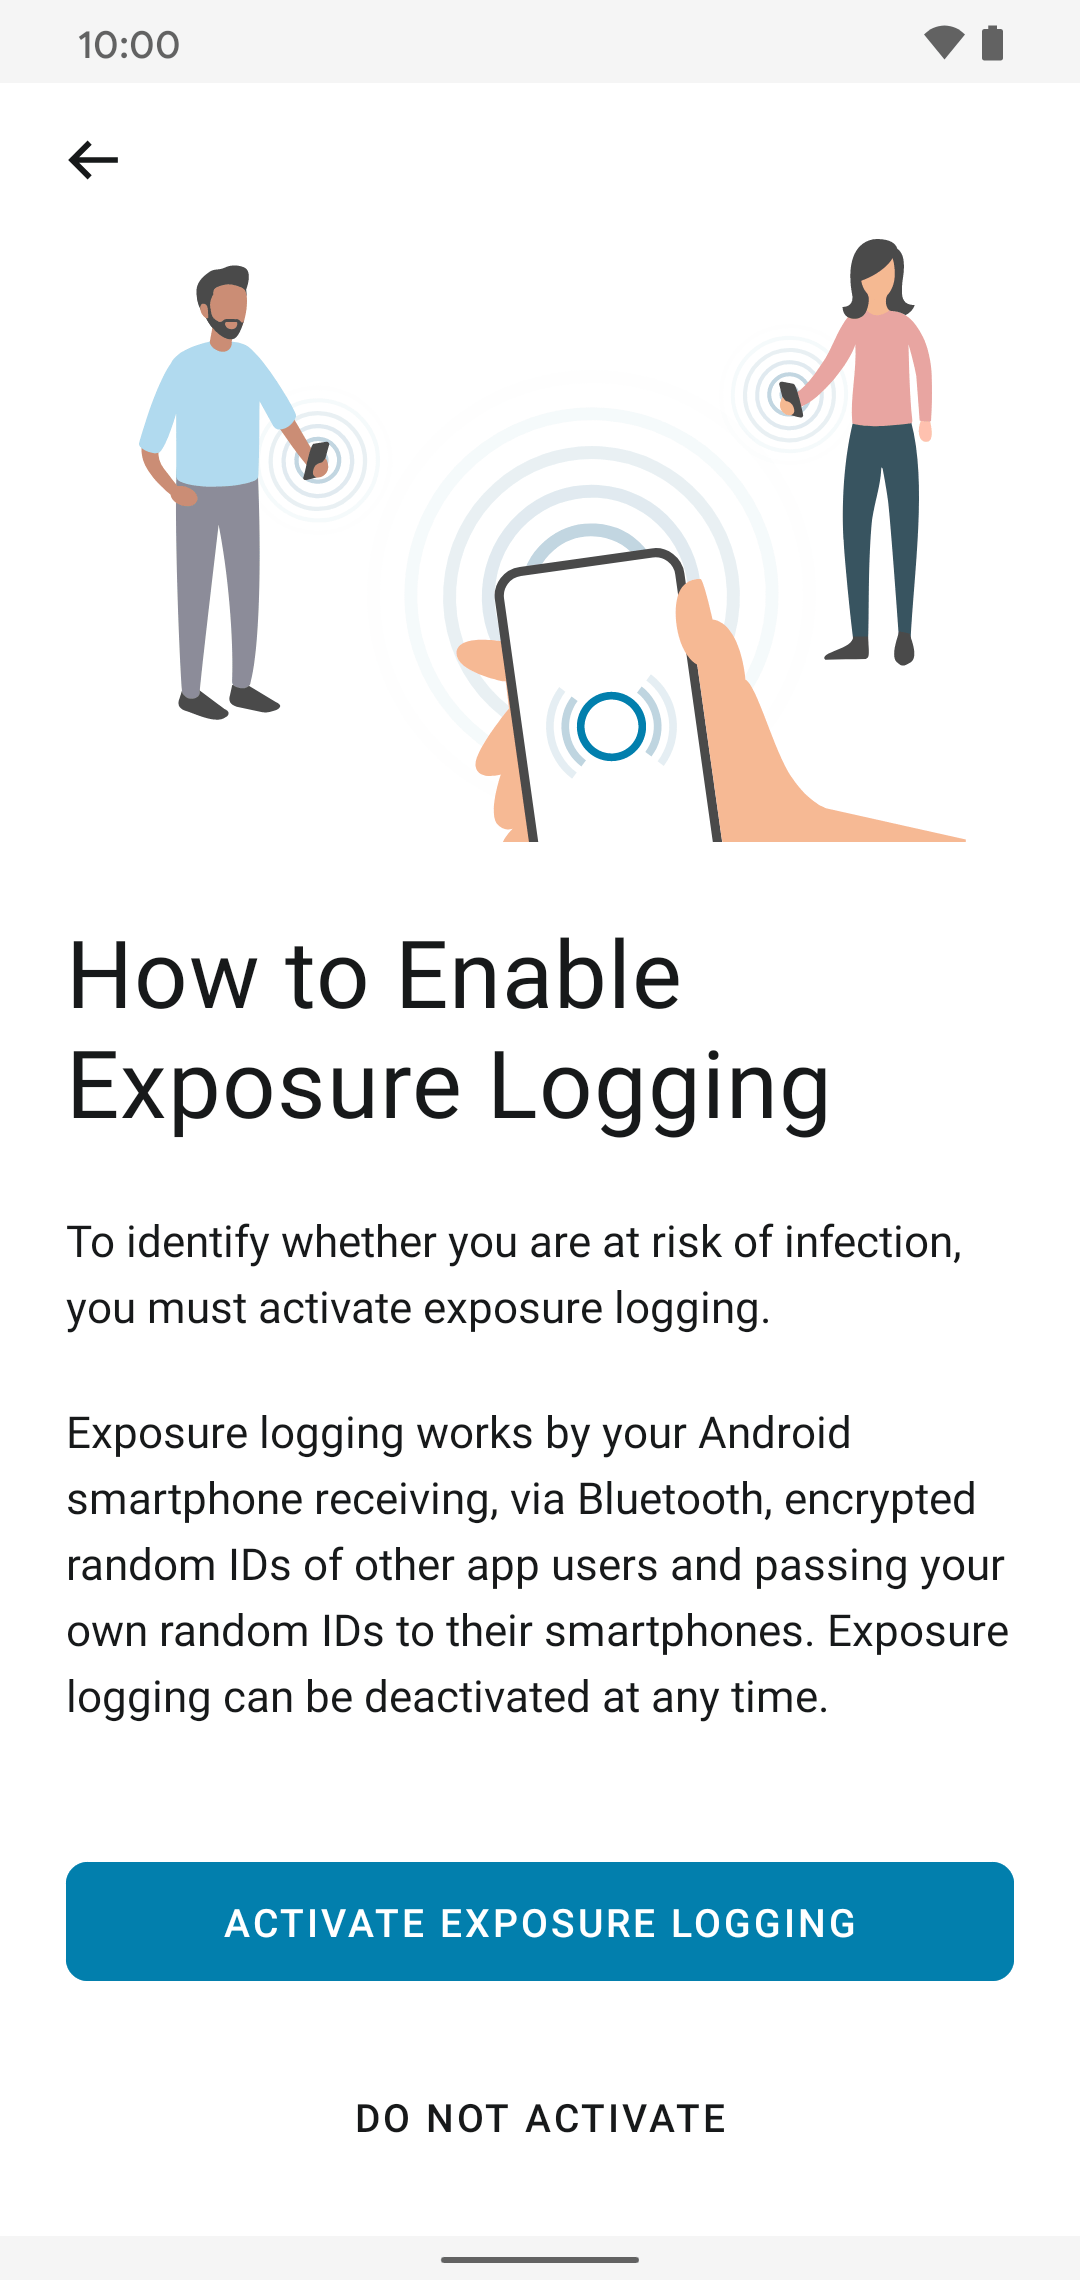 10:00
How to Enable
Exposure Logging
To identify whether you are at risk of infection,
you must activate exposure logging.
Exposure logging works by your Android
smartphone receiving, via Bluetooth, encrypted
random IDs of other app users and passing your
own random IDs to their smartphones. Exposure
logging can be deactivated at any time.
ACTIVATE EXPOSURE LOGGING
DO NOT ACTIVATE